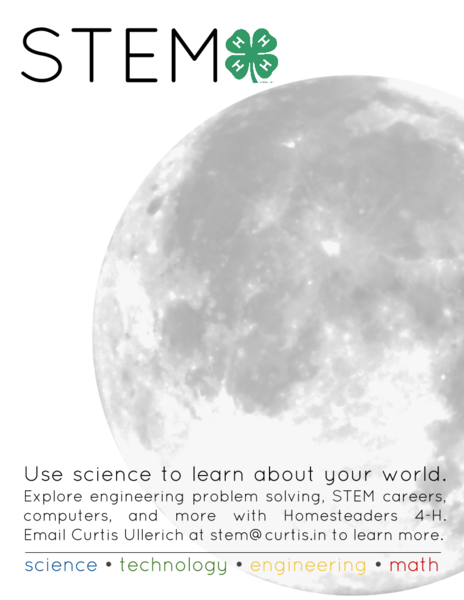 STEM
H H
H H
Use science to learn about your world.
Explore engineering problem solving, STEM careers,
computers, and more with Homesteaders 4-H.
Email Curtis Ullerich at stem@curtis.in to learn more.
science • technology • engineering • math